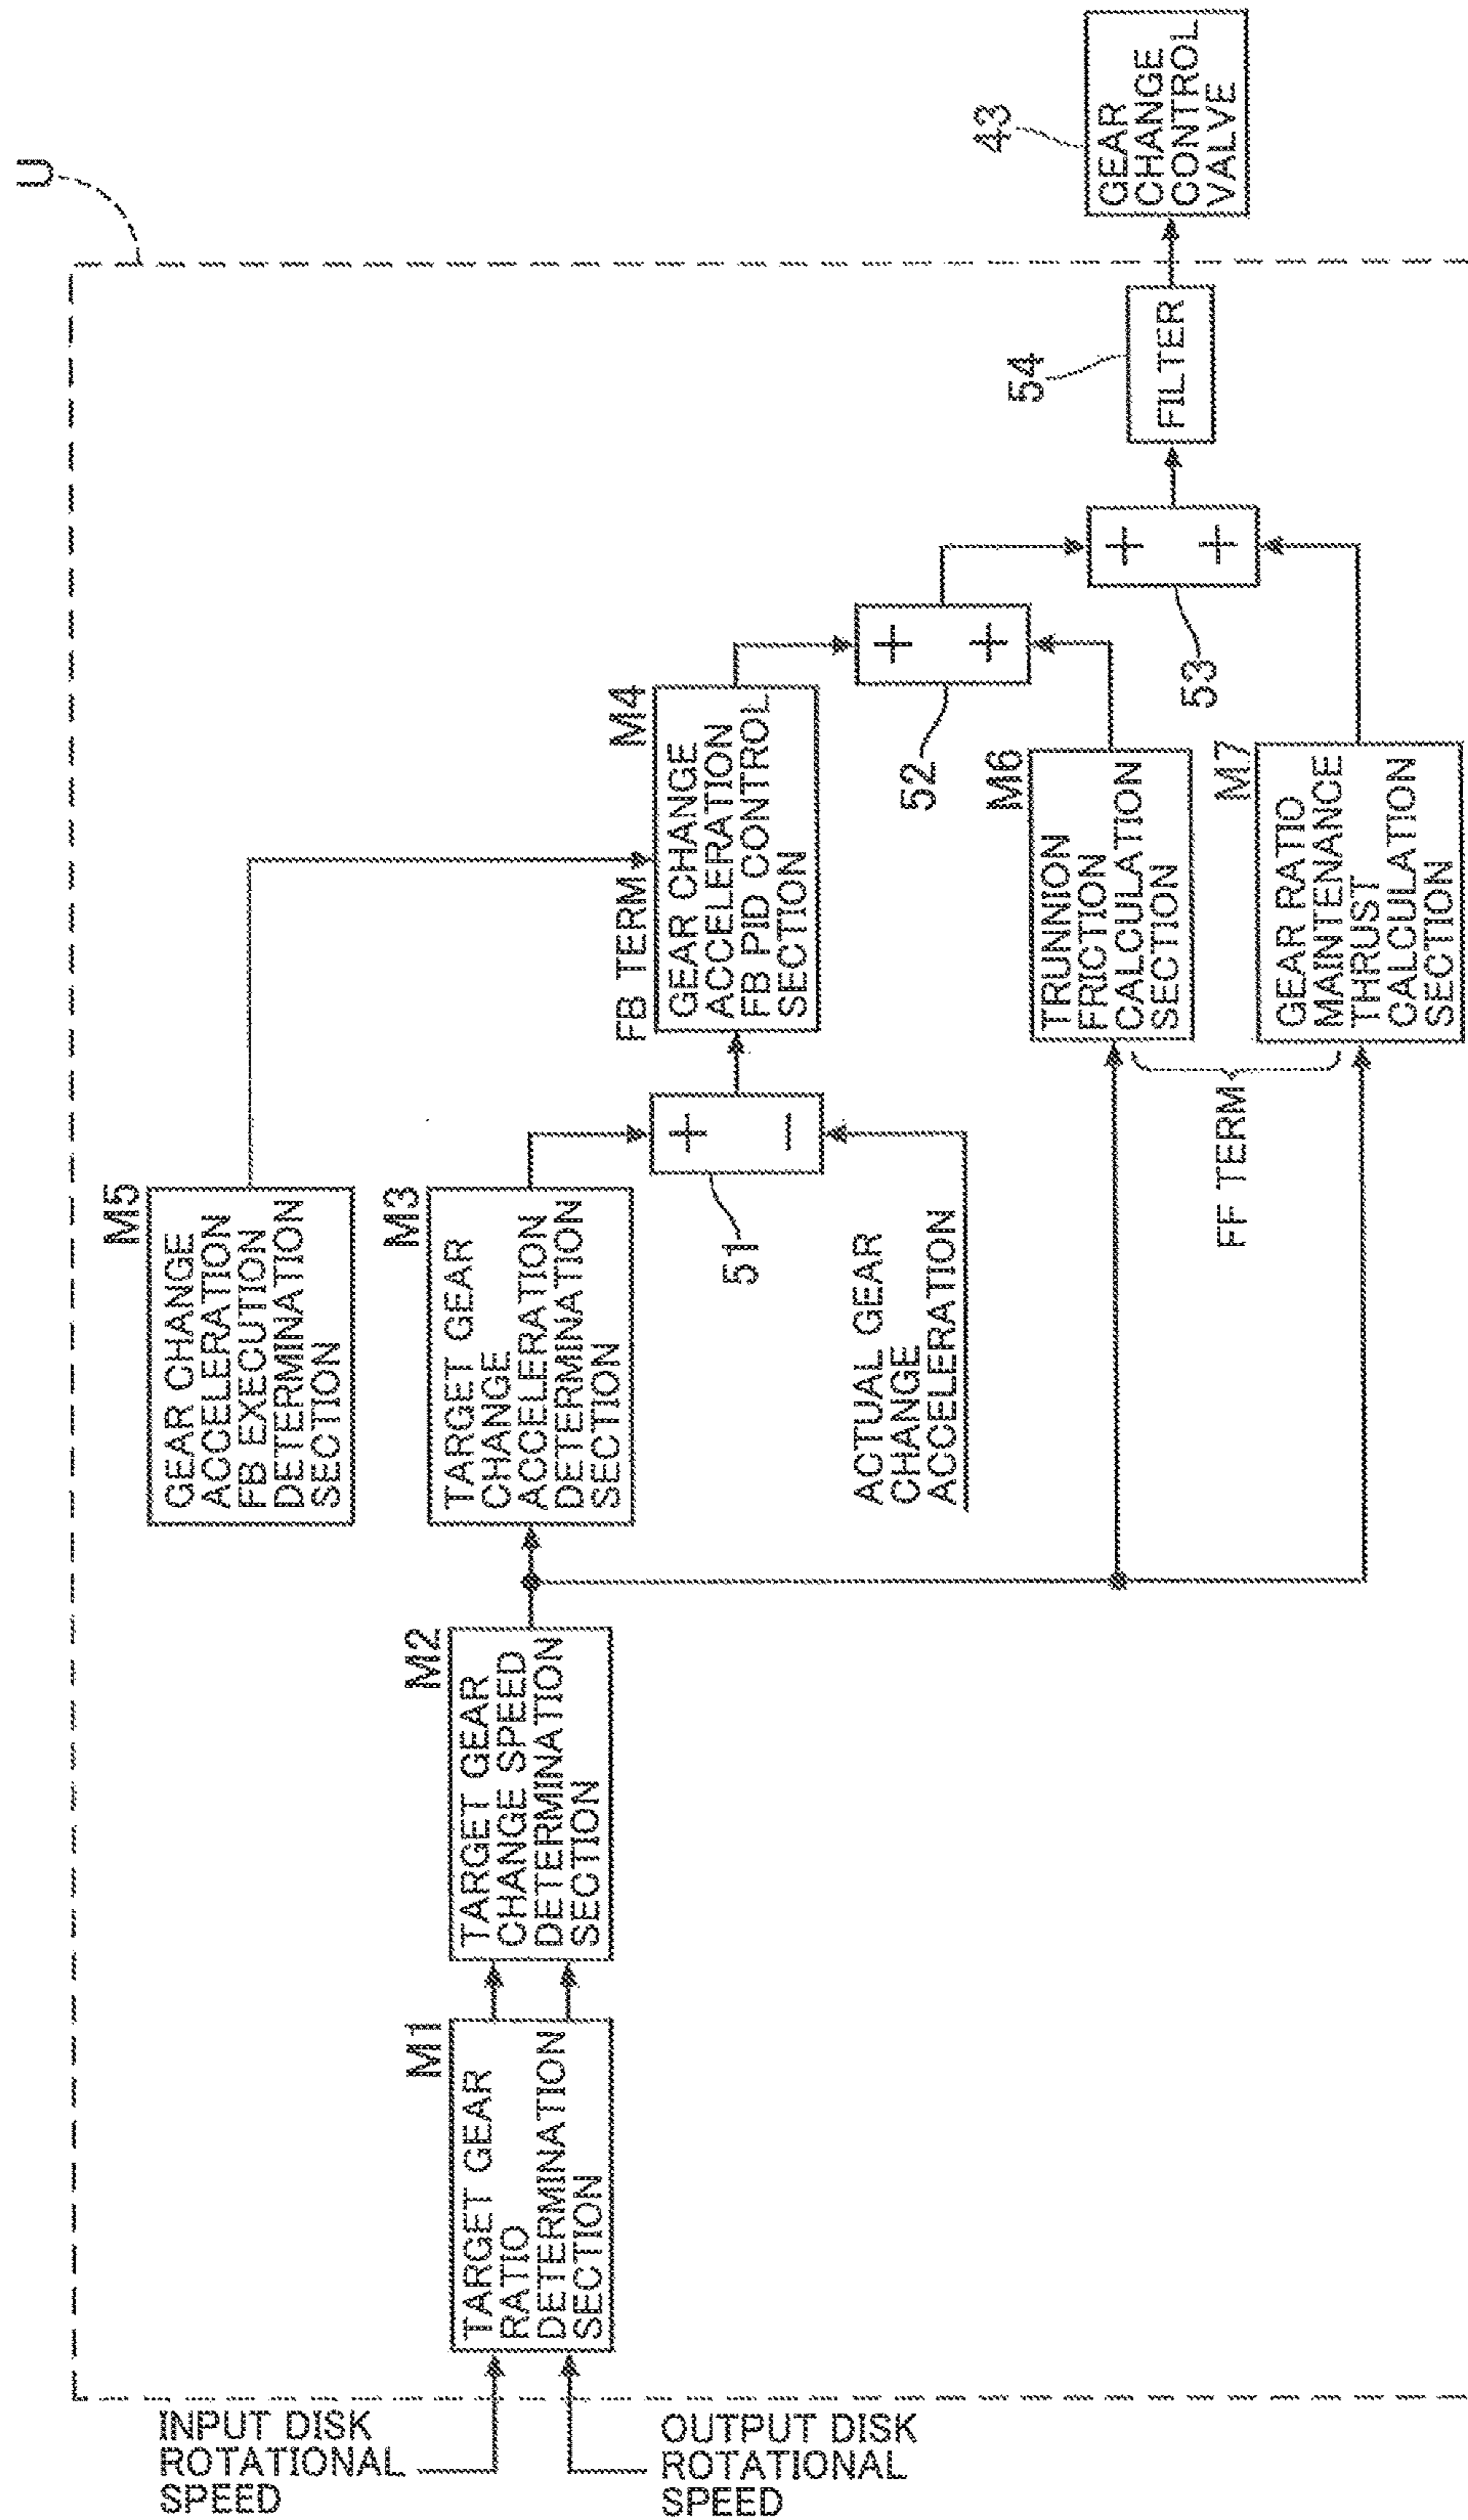 U
M5
GEAR CHANGE
ACCELERATION
FB EXECUTION
DETERMINATION
SECTION
INPUT DISK
ROTATIONAL
SPEED
OUTPUT DISK
ROTATIONAL
SPEED
M1
TARGET GEAR
RATIO
DETERMINATION
SECTION
M2
TARGET GEAR
CHANGE SPEED
DETERMINATION
SECTION
M3
TARGET GEAR
CHANGE
ACCELERATION
DETERMINATION
SECTION
+
−
51
ACTUAL GEAR
CHANGE
ACCELERATION
FB TERM
M4
GEAR CHANGE
ACCELERATION
FB PID CONTROL
SECTION
+
+
52
M6
TRUNNION
FRICTION
CALCULATION
SECTION
FF TERM
M7
GEAR RATIO
MAINTENANCE
THRUST
CALCULATION
SECTION
+
+
53
54
FILTER
43
GEAR
CHANGE
CONTROL
VALVE